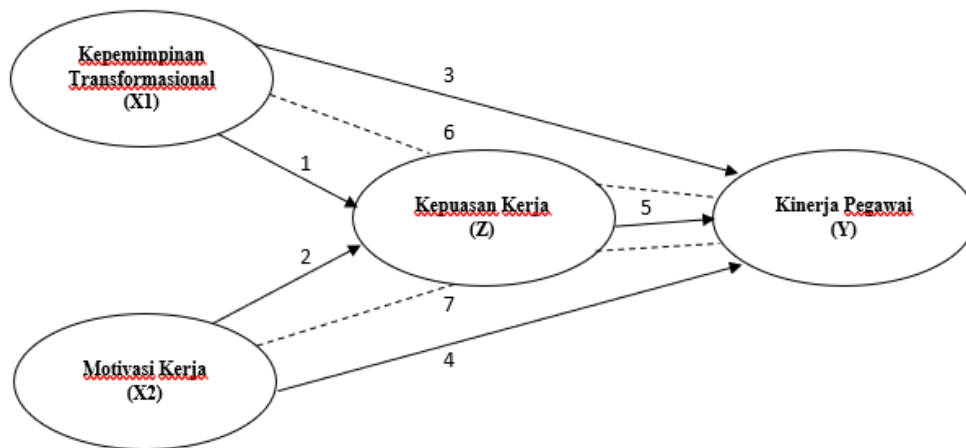 Kepemimpinan
Transformasional
(X1)
3
6
1
Kepuasan Kerja
(Z)
5
Kinerja Pegawai
(Y)
2
7
4
Motivasi Kerja
(X2)